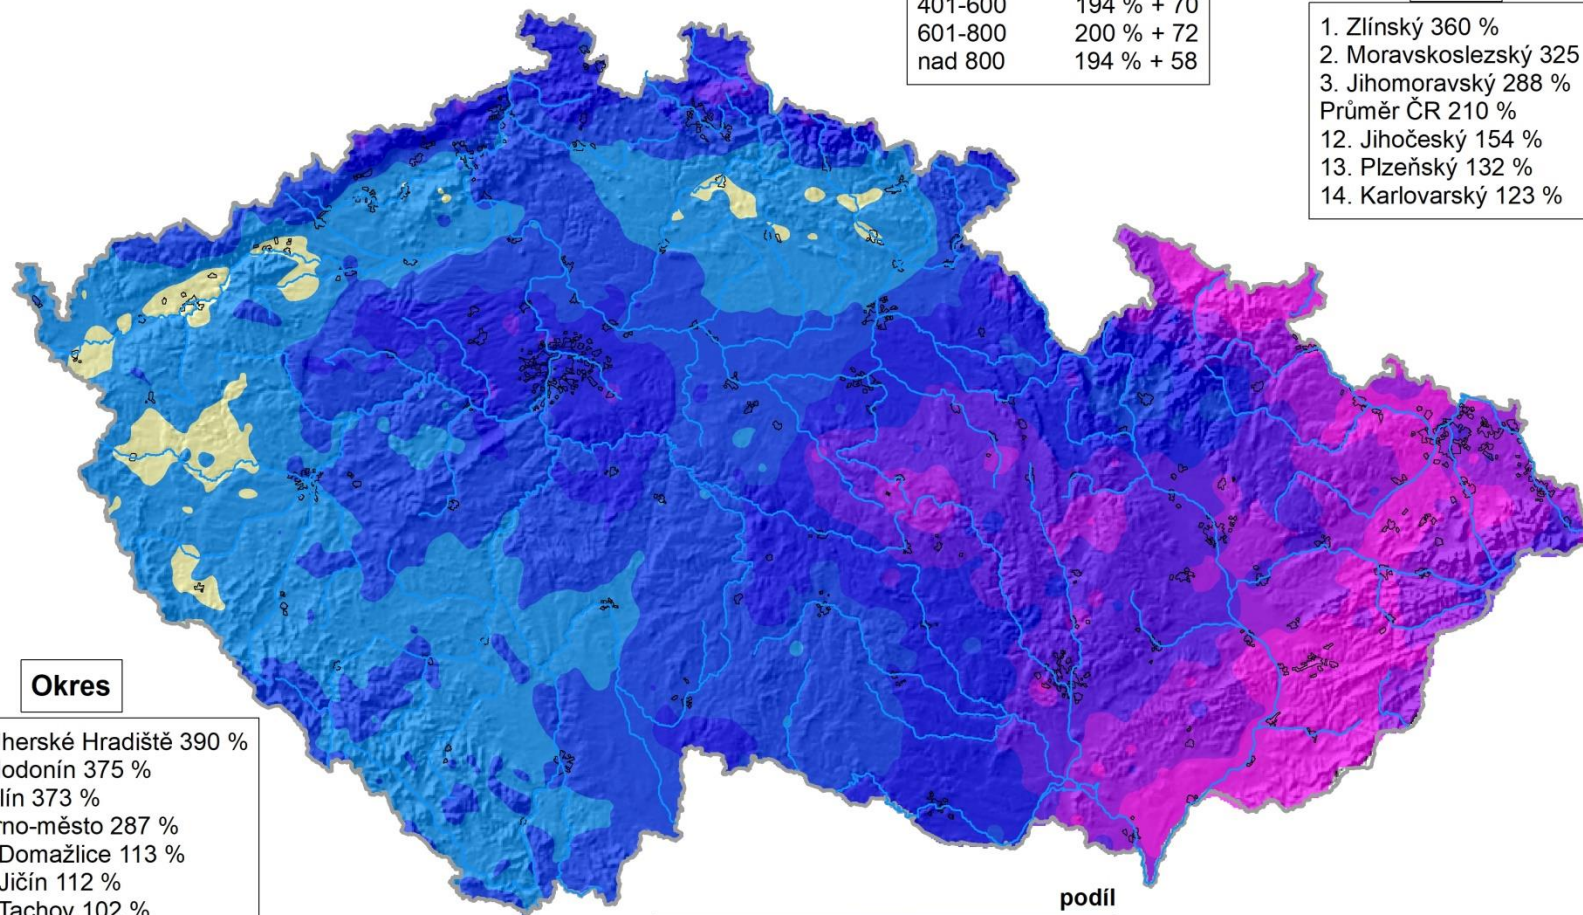 401-600 194 % + 70
601-800 200 % + 72
nad 800 194 % + 58
1. Zlínský 360 %
2. Moravskoslezský 325
3. Jihomoravský 288 %
Průměr ČR 210 %
12. Jihočeský 154 %
13. Plzeňský 132 %
14. Karlovarský 123 %
Okres
herské Hradiště 390 %
odonín 375 %
lín 373 %
rno-město 287 %
Domažlice 113 %
Jičín 112 %
Tachov 102 %
podíl